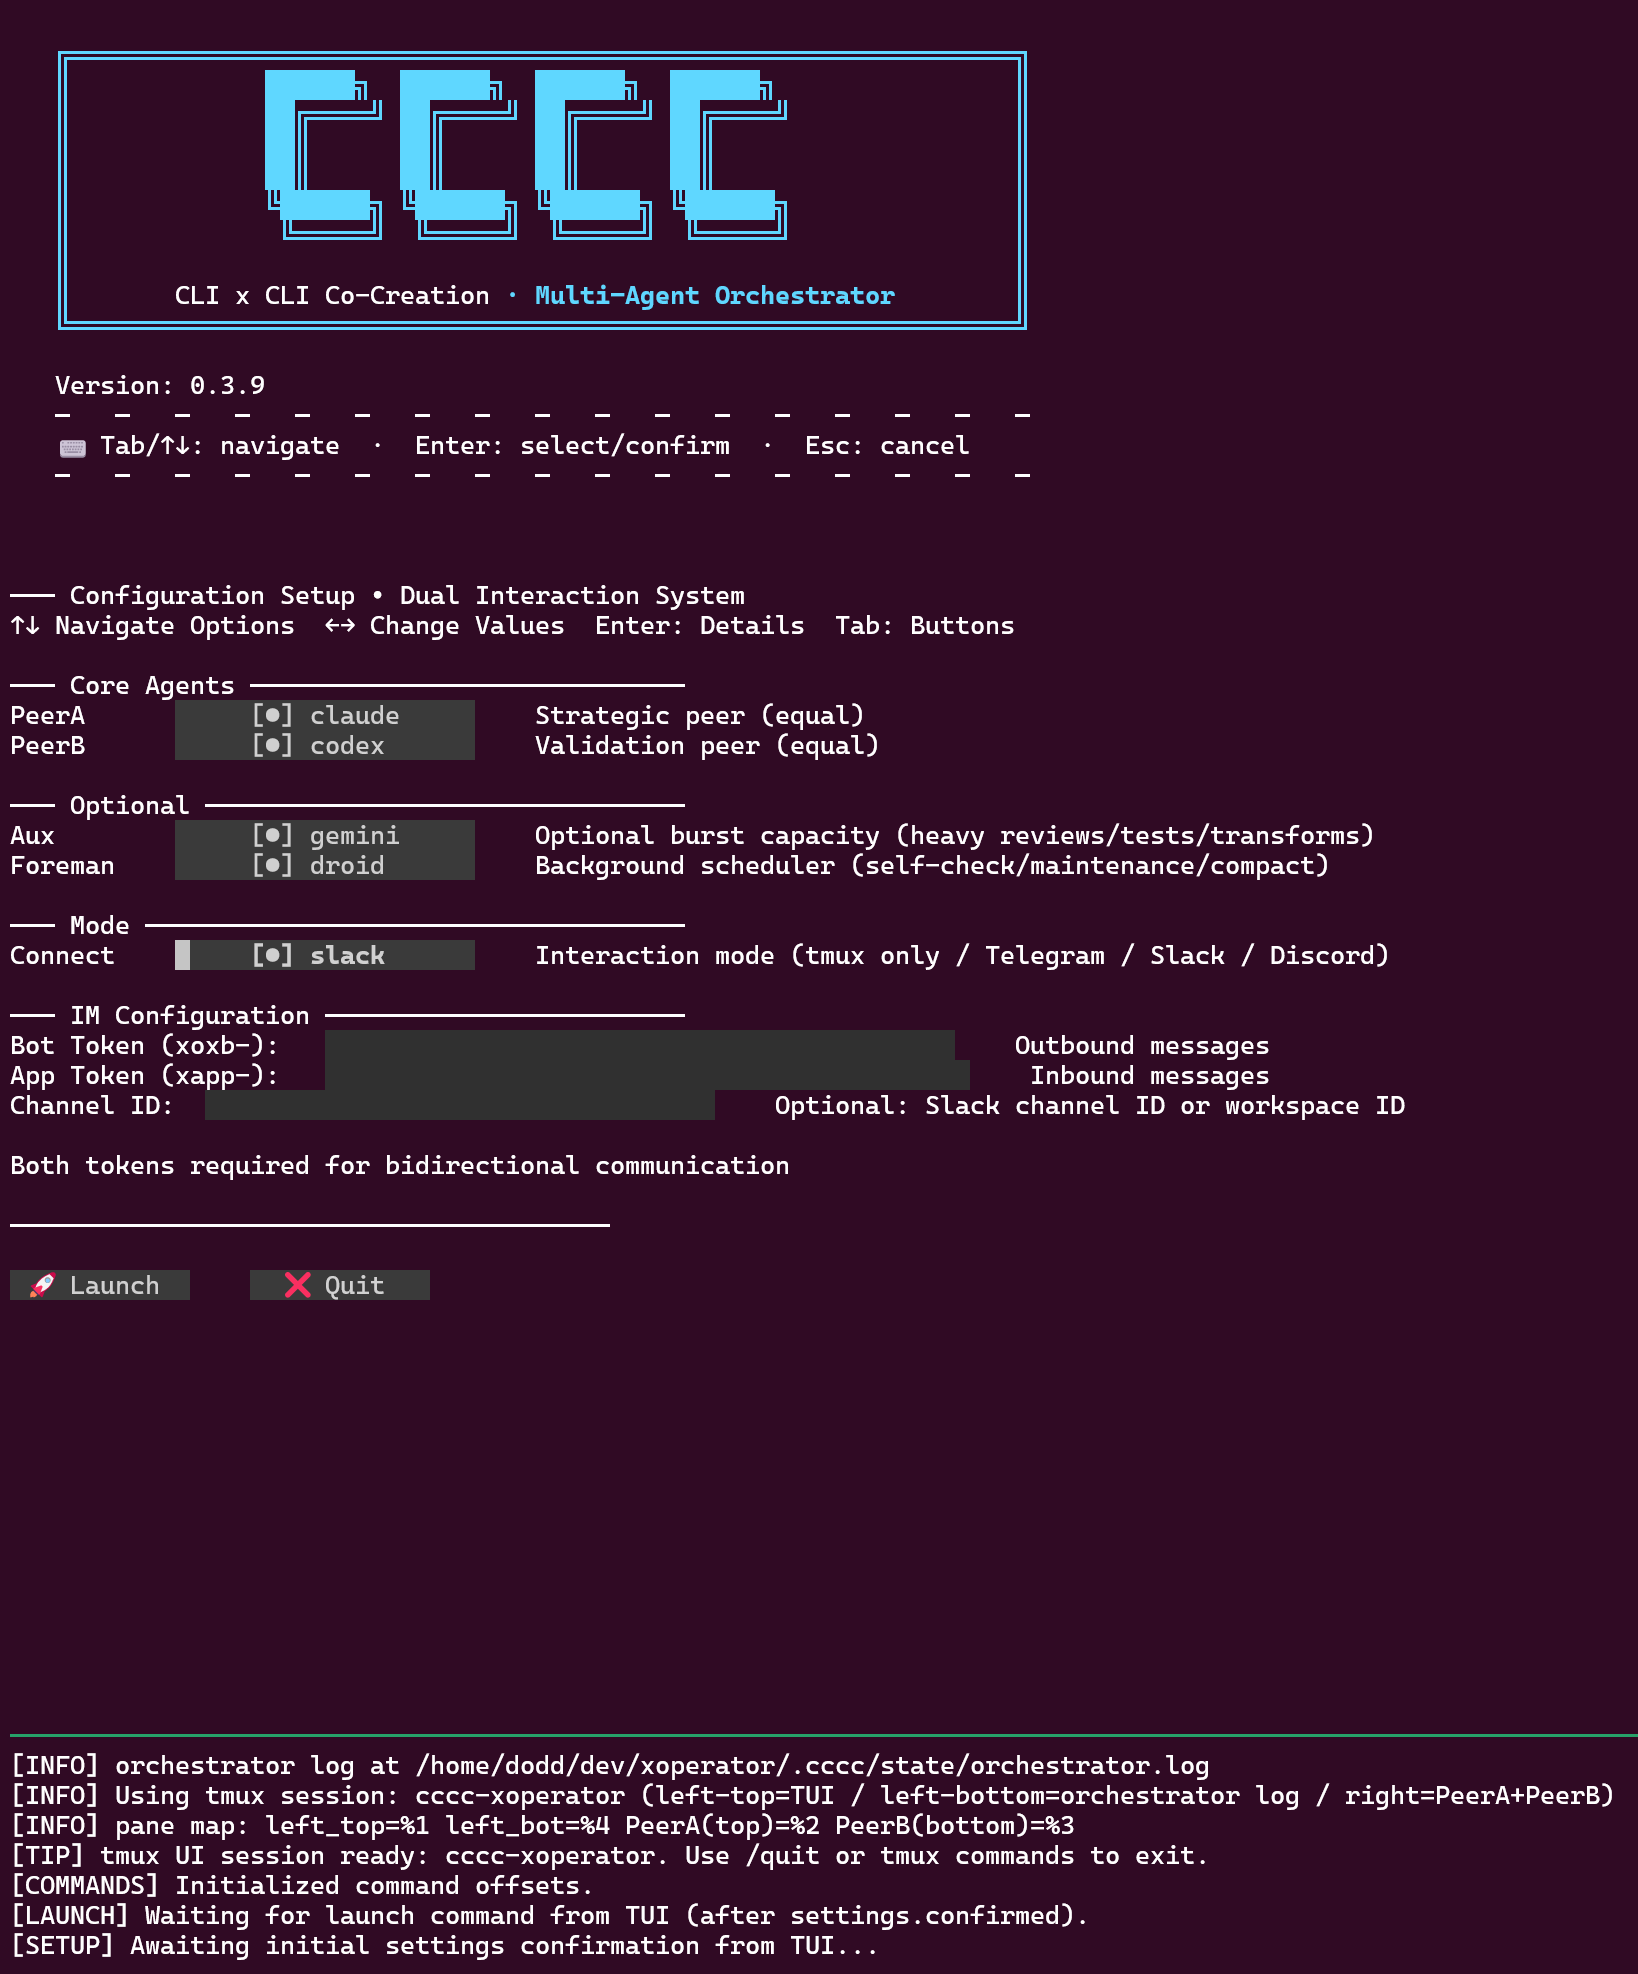 CCCC
CLI x CLI Co-Creation · Multi-Agent Orchestrator
Version: 0.3.9
Tab/↑↓: navigate · Enter: select/confirm · Esc: cancel
─── Configuration Setup • Dual Interaction System
↑↓ Navigate Options ←→ Change Values Enter: Details Tab: Buttons
─── Core Agents
PeerA [●] claude Strategic peer (equal)
PeerB [●] codex Validation peer (equal)
─── Optional
Aux [●] gemini Optional burst capacity (heavy reviews/tests/transforms)
Foreman [●] droid Background scheduler (self-check/maintenance/compact)
─── Mode
Connect [●] slack Interaction mode (tmux only / Telegram / Slack / Discord)
─── IM Configuration
Bot Token (xoxb-): Outbound messages
App Token (xapp-): Inbound messages
Channel ID: Optional: Slack channel ID or workspace ID
Both tokens required for bidirectional communication
🚀 Launch ❌ Quit
[INFO] orchestrator log at /home/dodd/dev/xoperator/.cccc/state/orchestrator.log
[INFO] Using tmux session: cccc-xoperator (left-top=TUI / left-bottom=orchestrator log / right=PeerA+PeerB)
[INFO] pane map: left_top=%1 left_bot=%4 PeerA(top)=%2 PeerB(bottom)=%3
[TIP] tmux UI session ready: cccc-xoperator. Use /quit or tmux commands to exit.
[COMMANDS] Initialized command offsets.
[LAUNCH] Waiting for launch command from TUI (after settings.confirmed).
[SETUP] Awaiting initial settings confirmation from TUI...